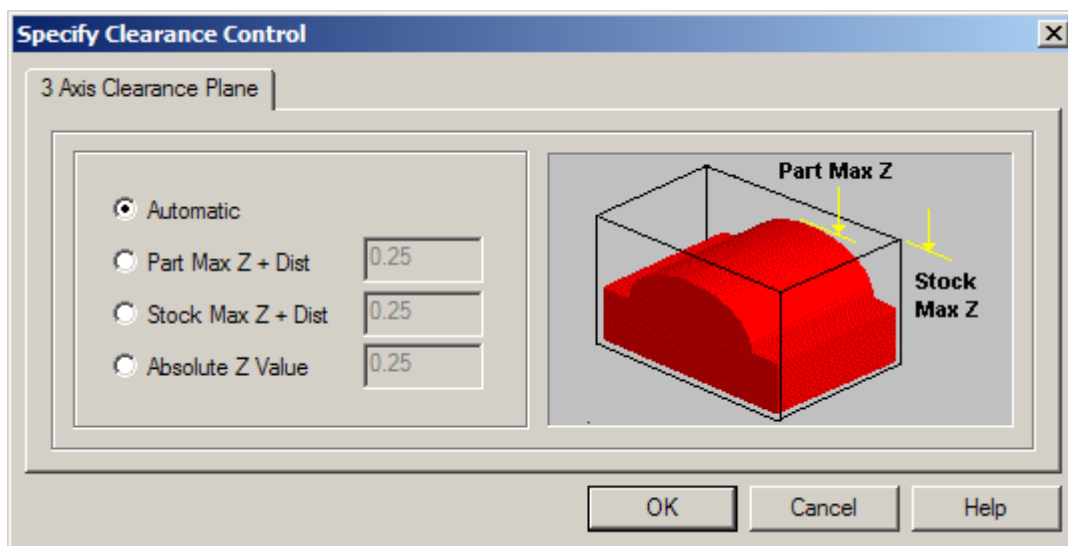 Specify Clearance Control
3 Axis Clearance Plane
Automatic
Part Max Z + Dist 0.25
Stock Max Z + Dist 0.25
Absolute Z Value 0.25
Part Max Z
Stock
Max Z
OK Cancel Help